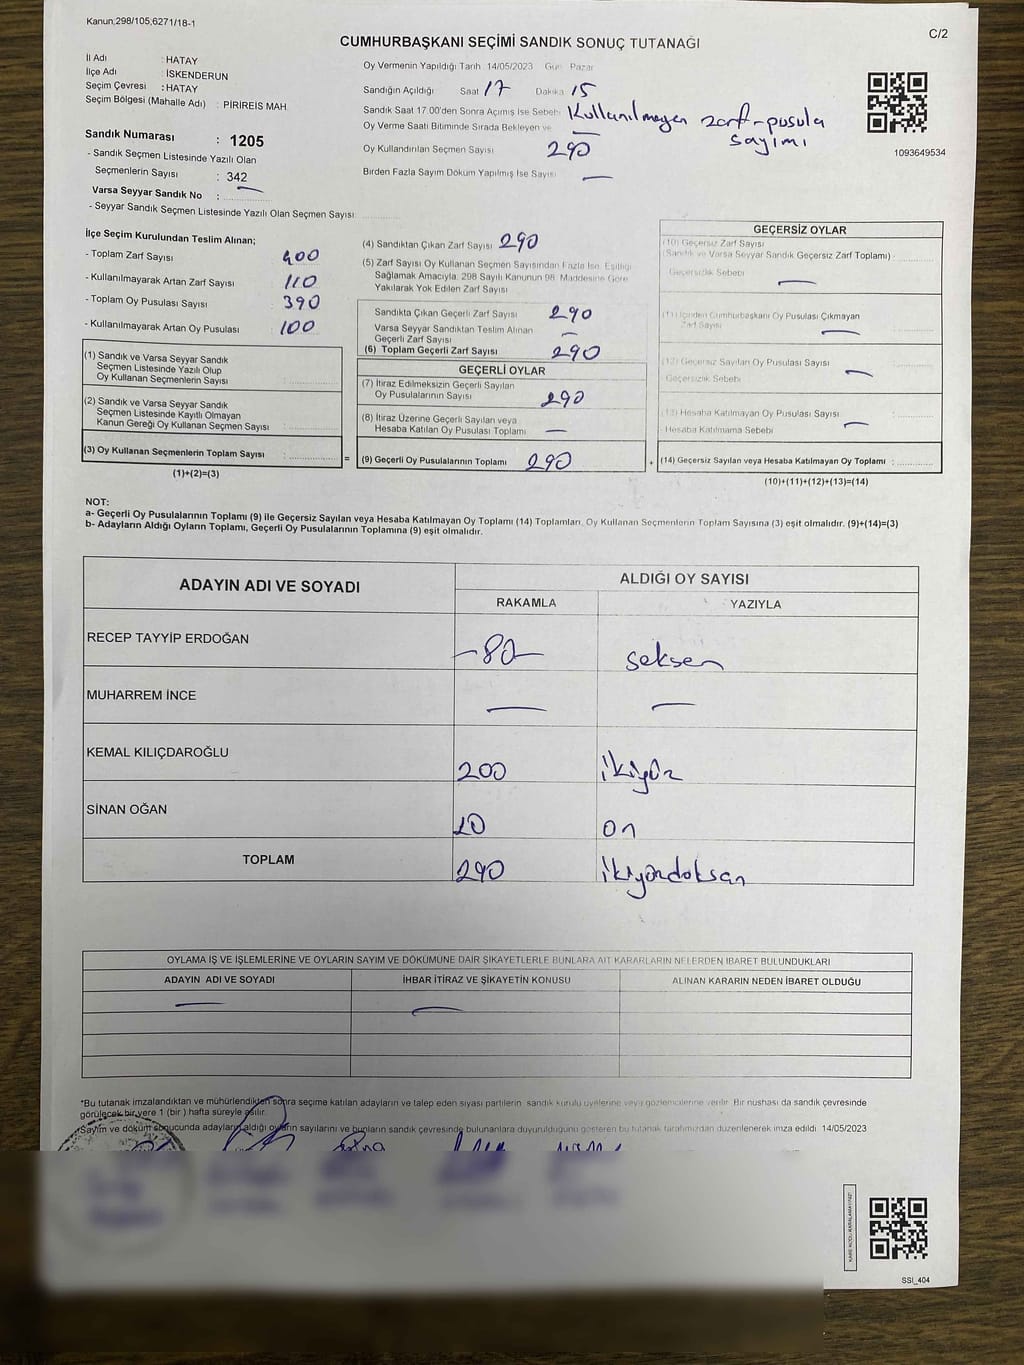 Kanun,298/105,6271/18-1
C/2
CUMHURBAŞKANI SEÇİMİ SANDIK SONUÇ TUTANAĞI
İl Adı : HATAY
İlçe Adı : İSKENDERUN
Seçim Çevresi : HATAY
Seçim Bölgesi (Mahalle Adı) : PİRİREİS MAH.
Sandık Numarası : 1205
- Sandık Seçmen Listesinde Yazılı Olan
Seçmenlerin Sayısı : 342
Varsa Seyyar Sandık No :
- Seyyar Sandık Seçmen Listesinde Yazılı Olan Seçmen Sayısı
Oy Vermenin Yapıldığı Tarih 14/05/2023 Gün Pazar
Sandığın Açıldığı Saat 17 Dakika 15
Sandık Saat 17.00'den Sonra Açımış İse Sebebi Kullanılmayan zarf-pusula sayımı
Oy Verme Saati Bitiminde Sırada Bekleyen ve —
Oy Kullandırılan Seçmen Sayısı 290
Birden Fazla Sayım Döküm Yapılmış İse Sayısı —
1093649534
İlçe Seçim Kurulundan Teslim Alınan;
- Toplam Zarf Sayısı 400
- Kullanılmayarak Artan Zarf Sayısı 110
- Toplam Oy Pusulası Sayısı 390
- Kullanılmayarak Artan Oy Pusulası 100
(1) Sandık ve Varsa Seyyar Sandık
Seçmen Listesinde Yazılı Olup
Oy Kullanan Seçmenlerin Sayısı :
(2) Sandık ve Varsa Seyyar Sandık
Seçmen Listesinde Kayıtlı Olmayan
Kanun Gereği Oy Kullanan Seçmen Sayısı :
(3) Oy Kullanan Seçmenlerin Toplam Sayısı :
(1)+(2)=(3)
(4) Sandıktan Çıkan Zarf Sayısı 290
(5) Zarf Sayısı Oy Kullanan Seçmen Sayısından Fazla İse, Eşitliği
Sağlamak Amacıyla, 298 Sayılı Kanunun 98. Maddesine Göre
Yakılarak Yok Edilen Zarf Sayısı
Sandıkta Çıkan Geçerli Zarf Sayısı 290
Varsa Seyyar Sandıktan Teslim Alınan
Geçerli Zarf Sayısı —
(6) Toplam Geçerli Zarf Sayısı 290
GEÇERLİ OYLAR
(7) İtiraz Edilmeksizin Geçerli Sayılan
Oy Pusulalarının Sayısı 290
(8) İtiraz Üzerine Geçerli Sayılan veya
Hesaba Katılan Oy Pusulası Toplamı —
= (9) Geçerli Oy Pusulalarının Toplamı 290
GEÇERSİZ OYLAR
(10) Geçersiz Zarf Sayısı
(Sandık ve Varsa Seyyar Sandık Geçersiz Zarf Toplamı)
Geçersizlik Sebebi —
(11) İçinden Cumhurbaşkanı Oy Pusulası Çıkmayan
Zarf Sayısı —
(12) Geçersiz Sayılan Oy Pusulası Sayısı
Geçersizlik Sebebi —
(13) Hesaba Katılmayan Oy Pusulası Sayısı
Hesaba Katılmama Sebebi —
+ (14) Geçersiz Sayılan veya Hesaba Katılmayan Oy Toplamı :
(10)+(11)+(12)+(13)=(14)
NOT:
a- Geçerli Oy Pusulalarının Toplamı (9) ile Geçersiz Sayılan veya Hesaba Katılmayan Oy Toplamı (14) Toplamları, Oy Kullanan Seçmenlerin Toplam Sayısına (3) eşit olmalıdır. (9)+(14)=(3)
b- Adayların Aldığı Oyların Toplamı, Geçerli Oy Pusulalarının Toplamına (9) eşit olmalıdır.
ADAYIN ADI VE SOYADI ALDIĞI OY SAYISI
RAKAMLA YAZIYLA
RECEP TAYYİP ERDOĞAN -80- seksen
MUHARREM İNCE — —
KEMAL KILIÇDAROĞLU 200 ikiyüz
SİNAN OĞAN 10 on
TOPLAM 290 ikiyüzdoksan
OYLAMA İŞ VE İŞLEMLERİNE VE OYLARIN SAYIM VE DÖKÜMÜNE DAİR ŞİKAYETLERLE BUNLARA AİT KARARLARIN NELERDEN İBARET BULUNDUKLARI
ADAYIN ADI VE SOYADI İHBAR İTİRAZ VE ŞİKAYETİN KONUSU ALINAN KARARIN NEDEN İBARET OLDUĞU
— —
*Bu tutanak imzalandıktan ve mühürlendikten sonra seçime katılan adayların ve talep eden siyasi partilerin sandık kurulu üyelerine veya gözlemcilerine verilir. Bir nushası da sandık çevresinde
görülecek bir yere 1 (bir) hafta süreyle asılır.
*Sayım ve döküm sonucunda adayların aldığı oyların sayılarını ve bunların sandık çevresinde bulunanlara duyurulduğunu gösteren bu tutanak tarafımızdan düzenlenerek imza edildi. 14/05/2023
SSİ_404